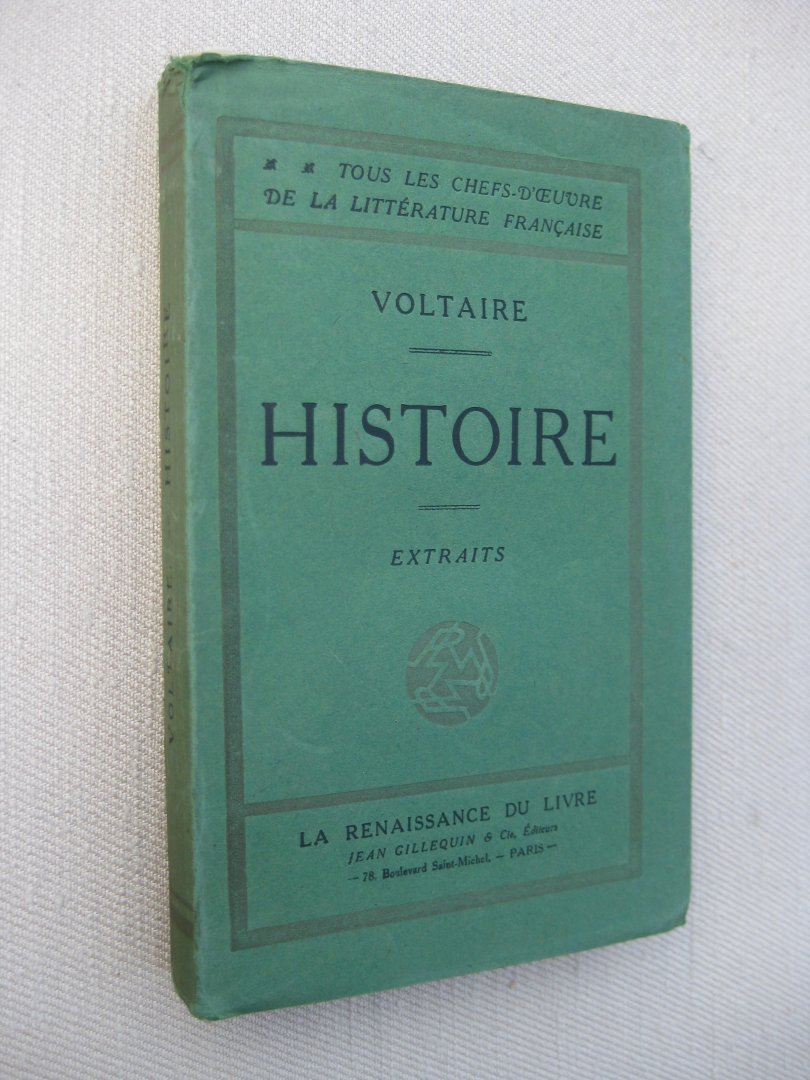 TOUS LES CHEFS-D'ŒUVRE
DE LA LITTÉRATURE FRANÇAISE
VOLTAIRE
HISTOIRE
EXTRAITS
LA RENAISSANCE DU LIVRE
JEAN GILLEQUIN & Cie, Éditeurs
— 78, Boulevard Saint-Michel, — PARIS —
VOLTAIRE HISTOIRE